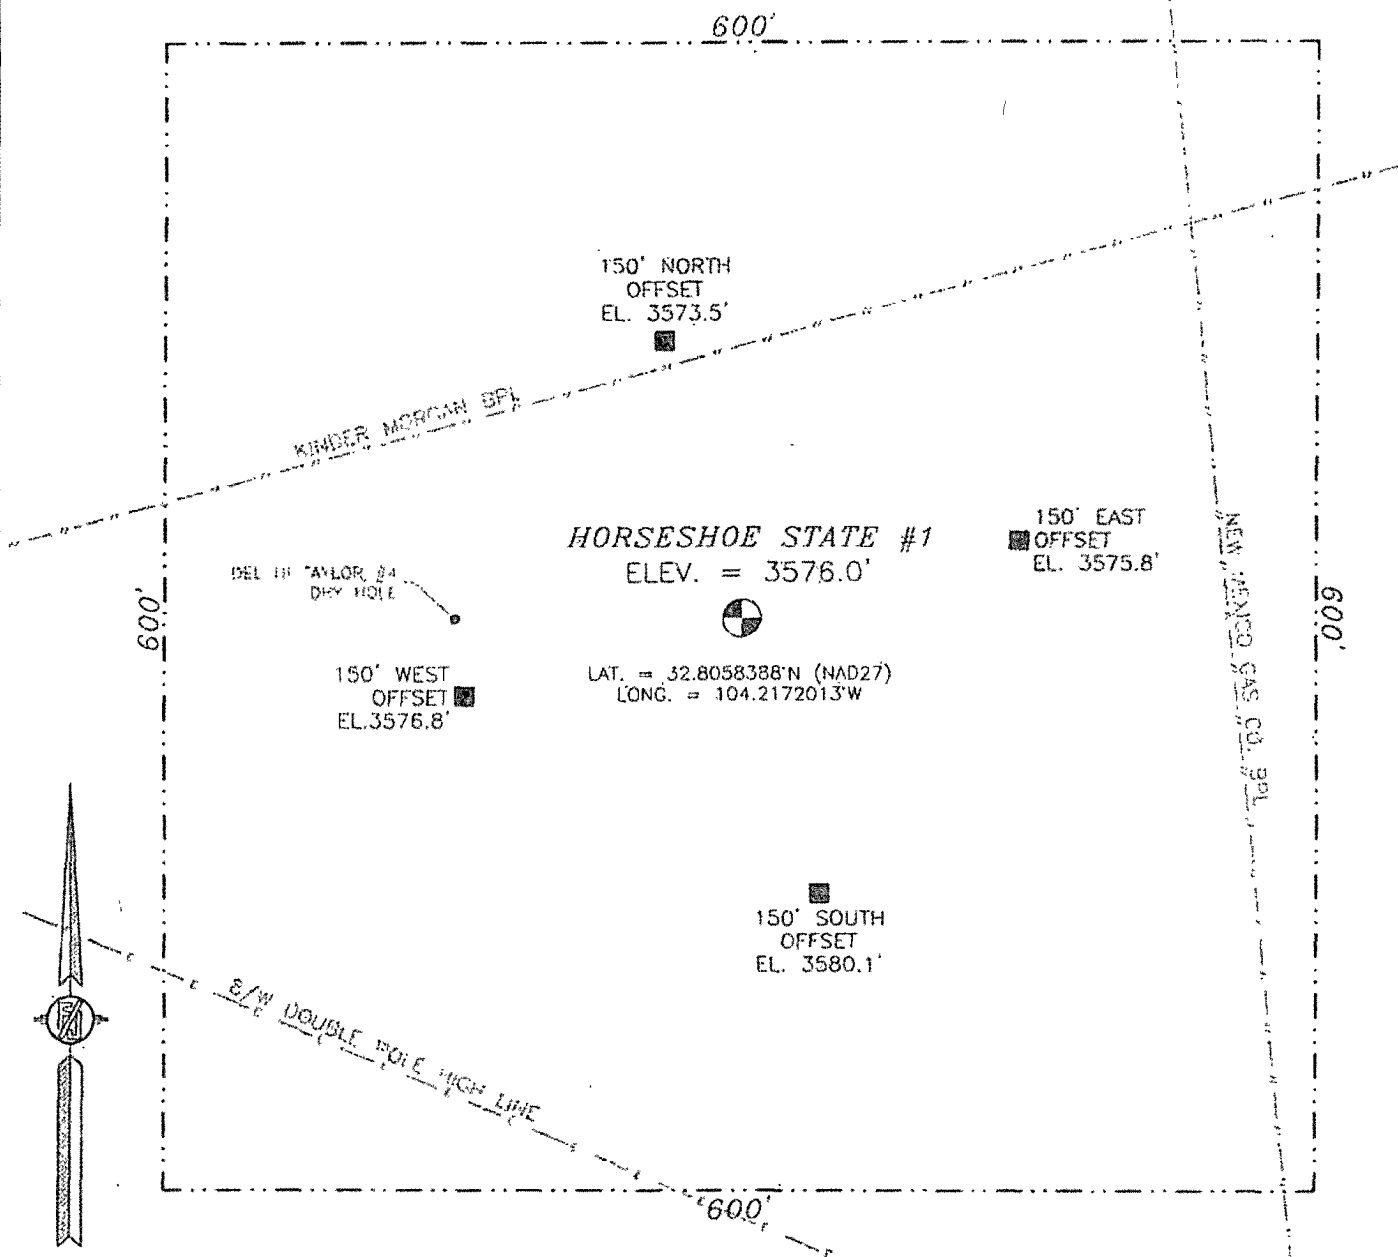 600'
150' NORTH
OFFSET
EL. 3573.5'
KINDER MORGAN BPL
HORSESHOE STATE #1
ELEV. = 3576.0'
150' EAST
OFFSET
EL. 3575.8'
DEL
DRY HOLE
600'
600'
NEW MEXICO GAS CO. BPL
150' WEST
OFFSET
EL.3576.8'
LAT. = 32.8058388°N (NAD27)
LONG. = 104.2172013°W
150' SOUTH
OFFSET
EL. 3580.1'
E/W DOUBLE POLE HIGH LINE
600'